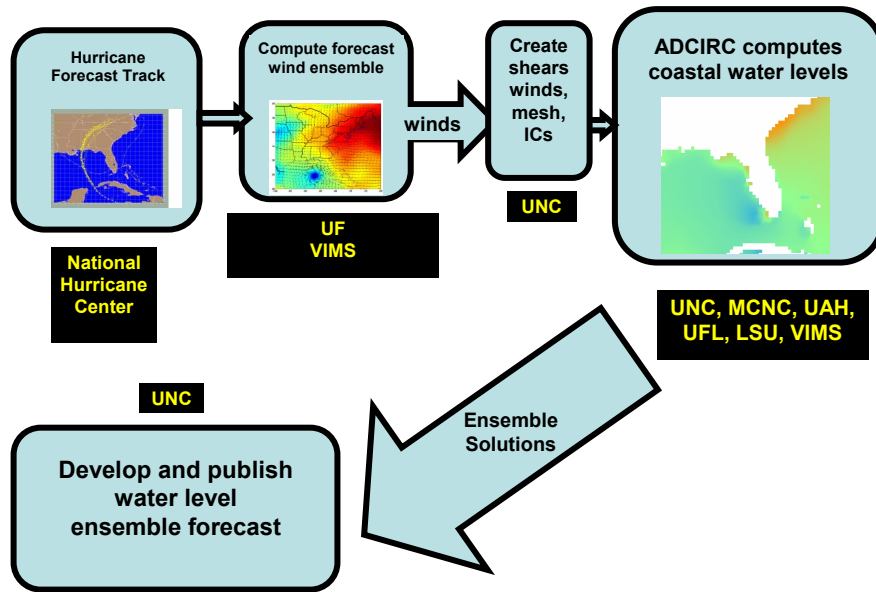 Hurricane
Forecast Track
National
Hurricane
Center
Compute forecast
wind ensemble
UF
VIMS
winds
Create
shears
winds,
mesh,
ICs
UNC
ADCIRC computes
coastal water levels
UNC, MCNC, UAH,
UFL, LSU, VIMS
Ensemble
Solutions
UNC
Develop and publish
water level
ensemble forecast